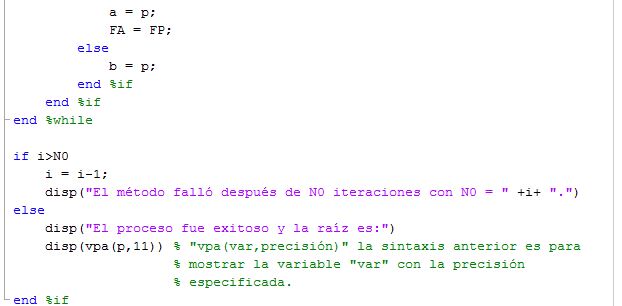 a = p;
FA = FP;
else
b = p;
end %if
end %if
end %while
if i>N0
i = i-1;
disp("El método falló después de N0 iteraciones con N0 = " +i+ ".")
else
disp("El proceso fue exitoso y la raíz es:")
disp(vpa(p,11)) % "vpa(var,precisión)" la sintaxis anterior es para
% mostrar la variable "var" con la precisión
% especificada.
end %if